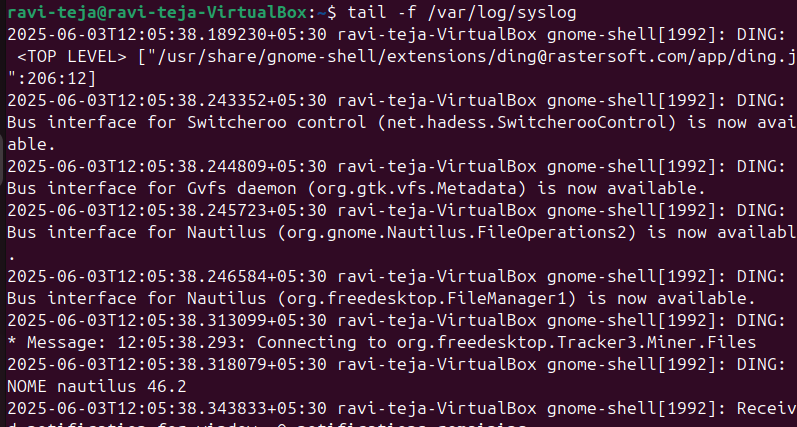 ravi-teja@ravi-teja-VirtualBox:~$ tail -f /var/log/syslog
2025-06-03T12:05:38.189230+05:30 ravi-teja-VirtualBox gnome-shell[1992]: DING:
<TOP LEVEL> ["/usr/share/gnome-shell/extensions/ding@rastersoft.com/app/ding.j
":206:12]
2025-06-03T12:05:38.243352+05:30 ravi-teja-VirtualBox gnome-shell[1992]: DING:
Bus interface for Switcheroo control (net.hadess.SwitcherooControl) is now avai
able.
2025-06-03T12:05:38.244809+05:30 ravi-teja-VirtualBox gnome-shell[1992]: DING:
Bus interface for Gvfs daemon (org.gtk.vfs.Metadata) is now available.
2025-06-03T12:05:38.245723+05:30 ravi-teja-VirtualBox gnome-shell[1992]: DING:
Bus interface for Nautilus (org.gnome.Nautilus.FileOperations2) is now availabl
.
2025-06-03T12:05:38.246584+05:30 ravi-teja-VirtualBox gnome-shell[1992]: DING:
Bus interface for Nautilus (org.freedesktop.FileManager1) is now available.
2025-06-03T12:05:38.313099+05:30 ravi-teja-VirtualBox gnome-shell[1992]: DING:
* Message: 12:05:38.293: Connecting to org.freedesktop.Tracker3.Miner.Files
2025-06-03T12:05:38.318079+05:30 ravi-teja-VirtualBox gnome-shell[1992]: DING:
NOME nautilus 46.2
2025-06-03T12:05:38.343833+05:30 ravi-teja-VirtualBox gnome-shell[1992]: Receiv